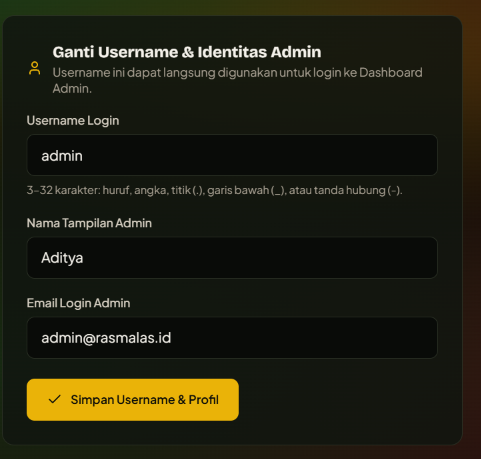 Ganti Username & Identitas Admin
Username ini dapat langsung digunakan untuk login ke Dashboard
Admin.
Username Login
admin
3–32 karakter: huruf, angka, titik (.), garis bawah (_), atau tanda hubung (-).
Nama Tampilan Admin
Aditya
Email Login Admin
admin@rasmalas.id
Simpan Username & Profil